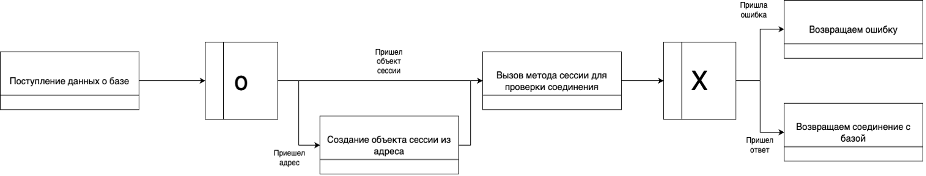 Поступление данных о базе
O
Пришел
объект
сессии
Приешел
адрес
Создание объекта сессии из
адреса
Вызов метода сессии для
проверки соединения
X
Пришла
ошибка
Возвращаем ошибку
Пришел
ответ
Возвращаем соединение с
базой